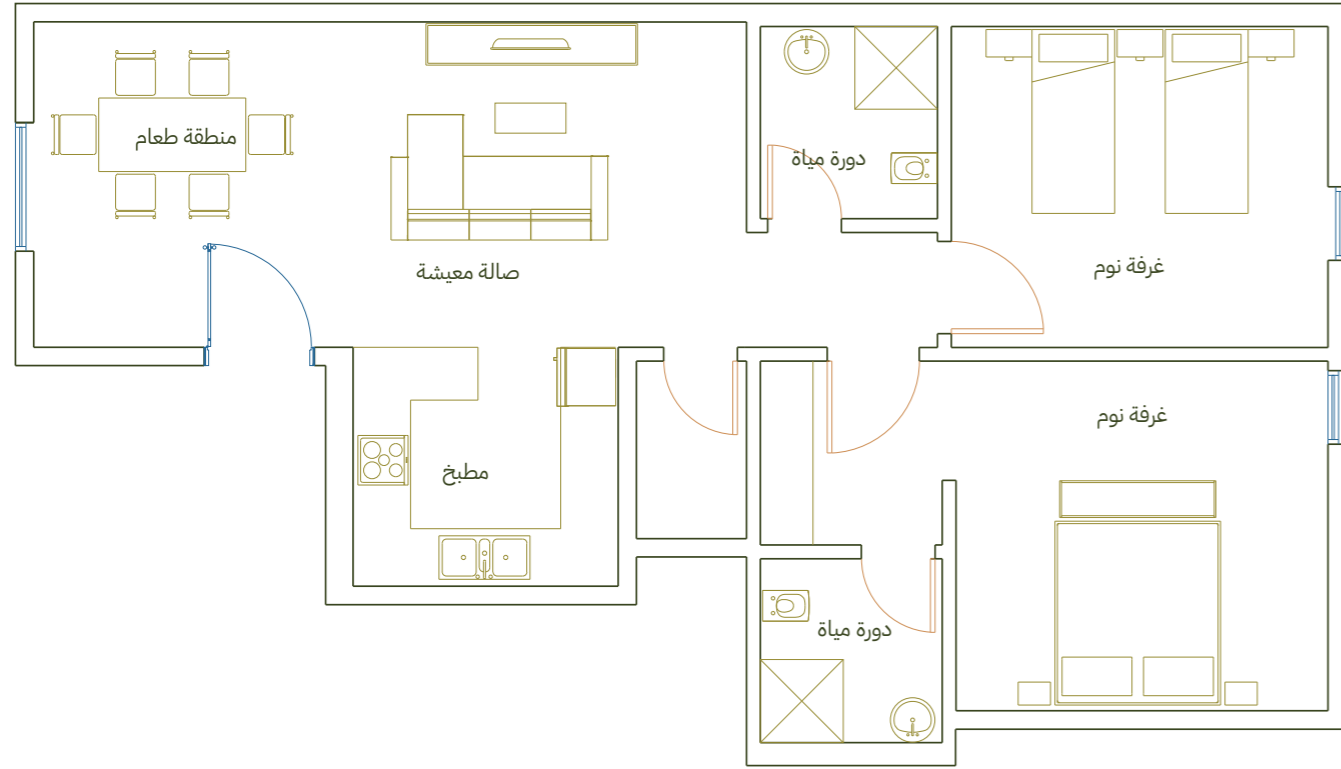 منطقة طعام
دورة مياة
صالة معيشة
غرفة نوم
غرفة نوم
مطبخ
دورة مياة